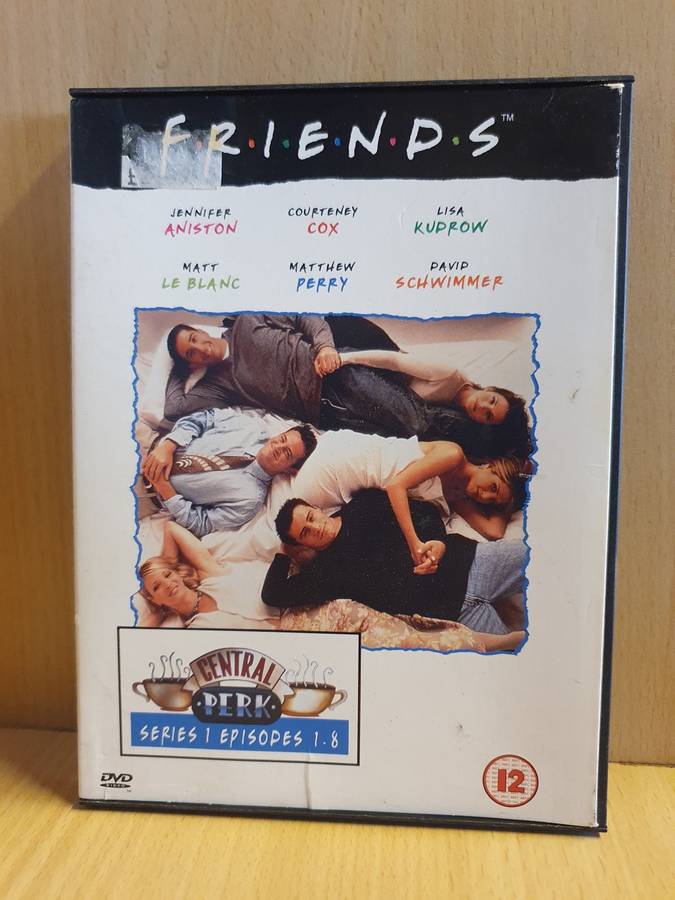 F·R·I·E·N·D·S™
JENNIFER ANISTON
COURTENEY COX
LISA KUDROW
MATT LE BLANC
MATTHEW PERRY
DAVID SCHWIMMER
CENTRAL
PERK
SERIES 1 EPISODES 1-8
DVD
VIDEO
12